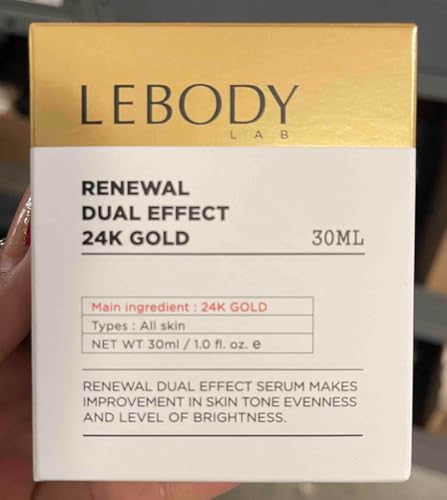 LEBODY
LAB
RENEWAL
DUAL EFFECT
24K GOLD
30ML
Main ingredient : 24K GOLD
Types : All skin
NET WT 30ml / 1.0 fl. oz. e
RENEWAL DUAL EFFECT SERUM MAKES
IMPROVEMENT IN SKIN TONE EVENNESS
AND LEVEL OF BRIGHTNESS.